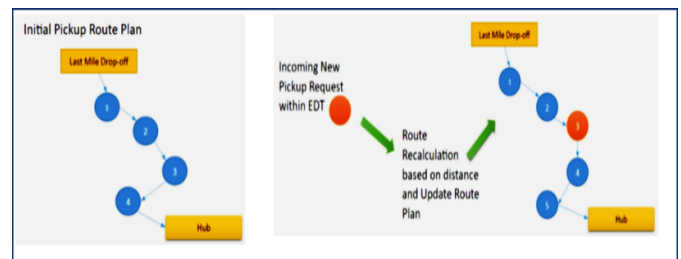 Initial Pickup Route Plan
Last Mile Drop-off
1
2
3
4
Hub
Incoming New
Pickup Request
within EDT
Route
Recalculation
based on distance
and Update Route
Plan
Last Mile Drop-off
1
2
3
4
5
Hub